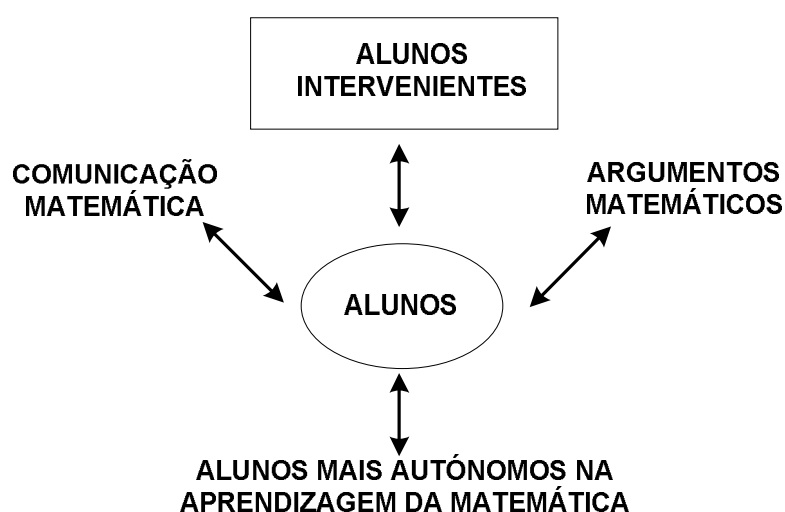 ALUNOS
INTERVENIENTES
COMUNICAÇÃO
MATEMÁTICA
ARGUMENTOS
MATEMÁTICOS
ALUNOS
ALUNOS MAIS AUTÓNOMOS NA
APRENDIZAGEM DA MATEMÁTICA